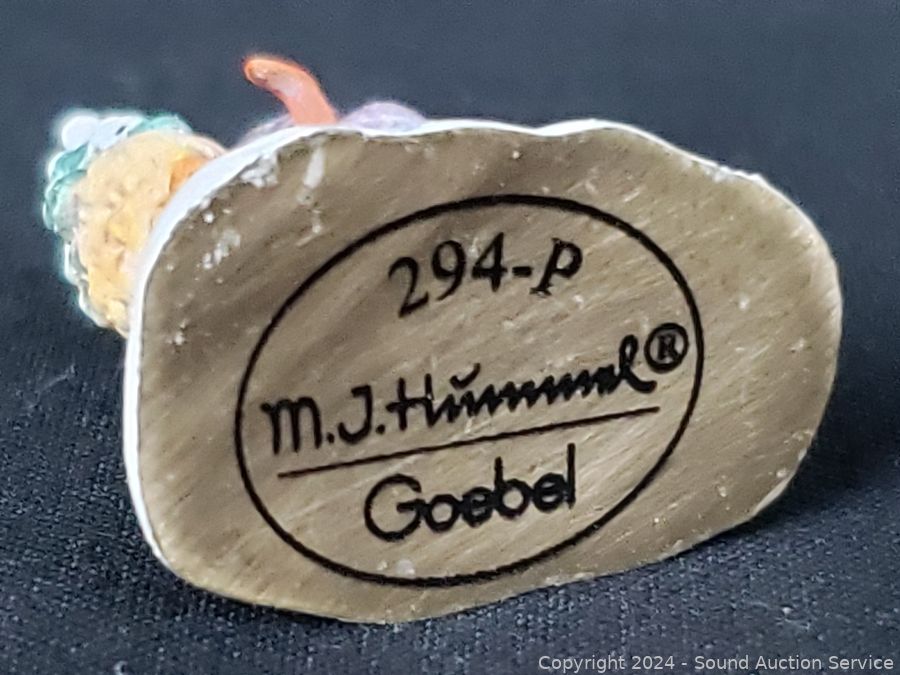 294-P
M.J. Hummel®
Goebel
Copyright 2024 - Sound Auction Service